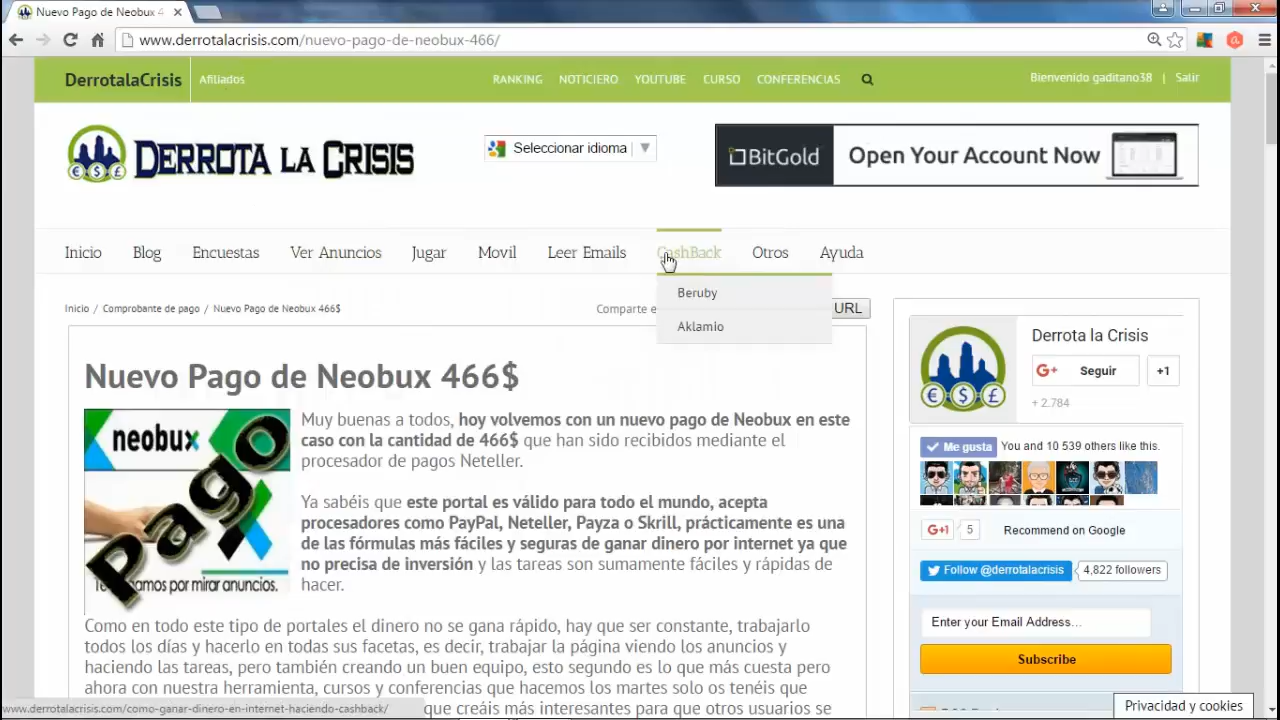 Nuevo Pago de Neobux 4
www.derrotalacrisis.com/nuevo-pago-de-neobux-466/
DerrotalaCrisis
Afiliados
RANKING
NOTICIERO
YOUTUBE
CURSO
CONFERENCIAS
Bienvenido gaditano38 | Salir
DERROTA LA CRISIS
Seleccionar idioma
BitGold
Open Your Account Now
Inicio
Blog
Encuestas
Ver Anuncios
Jugar
Movil
Leer Emails
CashBack
Otros
Ayuda
Beruby
Aklamio
Inicio / Comprobante de pago / Nuevo Pago de Neobux 466$
Comparte e
URL
Nuevo Pago de Neobux 466$
neobux
Pago
mos por mirar anuncios.
Muy buenas a todos, hoy volvemos con un nuevo pago de Neobux en este
caso con la cantidad de 466$ que han sido recibidos mediante el
procesador de pagos Neteller.
Ya sabéis que este portal es válido para todo el mundo, acepta
procesadores como PayPal, Neteller, Payza o Skrill, prácticamente es una
de las fórmulas más fáciles y seguras de ganar dinero por internet ya que
no precisa de inversión y las tareas son sumamente fáciles y rápidas de
hacer.
Como en todo este tipo de portales el dinero no se gana rápido, hay que ser constante, trabajarlo
todos los días y hacerlo en todas sus facetas, es decir, trabajar la página viendo los anuncios y
haciendo las tareas, pero también creando un buen equipo, esto segundo es lo que más cuesta pero
ahora con nuestra herramienta, cursos y conferencias que hacemos los martes solo os tenéis que
que creáis más interesantes para que otros usuarios se
www.derrotalacrisis.com/como-ganar-dinero-en-internet-haciendo-cashback/
Derrota la Crisis
G+ Seguir
+1
+ 2.784
Me gusta
You and 10 539 others like this.
G+1
5
Recommend on Google
Follow @derrotalacrisis
4,822 followers
Enter your Email Address...
Subscribe
Privacidad y cookies